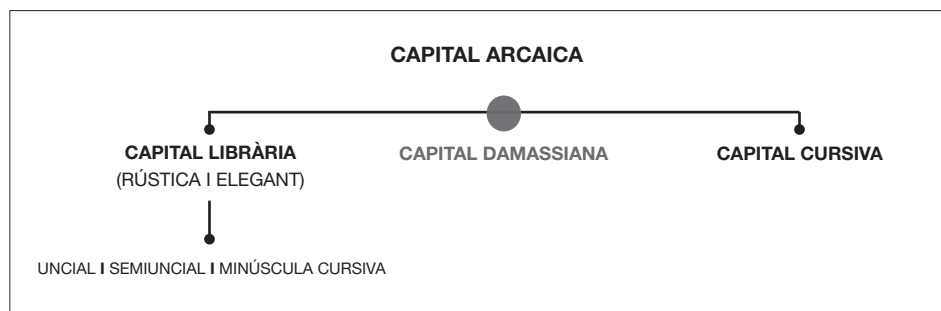 CAPITAL ARCAICA
CAPITAL LIBRÀRIA
(RÚSTICA I ELEGANT)
CAPITAL DAMASSIANA
CAPITAL CURSIVA
UNCIAL I SEMIUNCIAL I MINÚSCULA CURSIVA